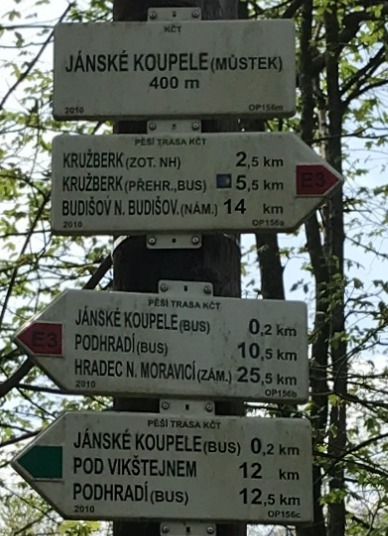 KČT
JÁNSKÉ KOUPELE (MŮSTEK)
400 m
2010 OP156m
PĚŠÍ TRASA KČT
KRUŽBERK (ZOT. NH) 2,5 km
KRUŽBERK (PŘEHR.,BUS) 5,5 km E3
BUDIŠOV N. BUDIŠOV. (NÁM.) 14 km
2010 OP156a
PĚŠÍ TRASA KČT
JÁNSKÉ KOUPELE (BUS) 0,2 km
E3 PODHRADÍ (BUS) 10,5 km
HRADEC N. MORAVICÍ (ZÁM.) 25,5 km
2010 OP156b
PĚŠÍ TRASA KČT
JÁNSKÉ KOUPELE (BUS) 0,2 km
POD VIKŠTEJNEM 12 km
PODHRADÍ (BUS) 12,5 km
2010 OP156c